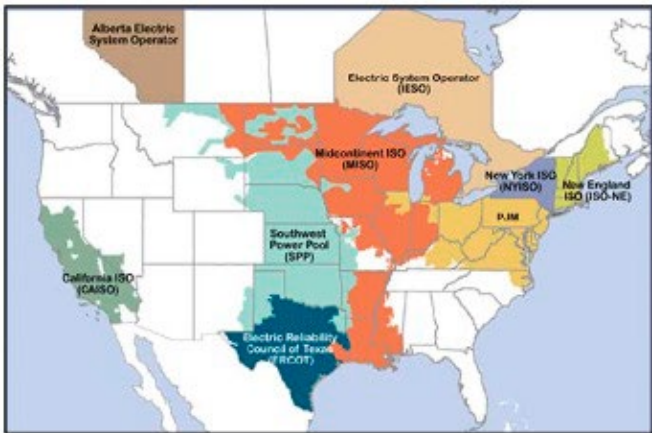 Alberta Electric
System Operator
Electric System Operator
(IESO)
Midcontinent ISO
(MISO)
New York ISO
(NYISO)
New England
ISO (ISO-NE)
PJM
Southwest
Power Pool
(SPP)
California ISO
(CAISO)
Electric Reliability
Council of Texas
(ERCOT)